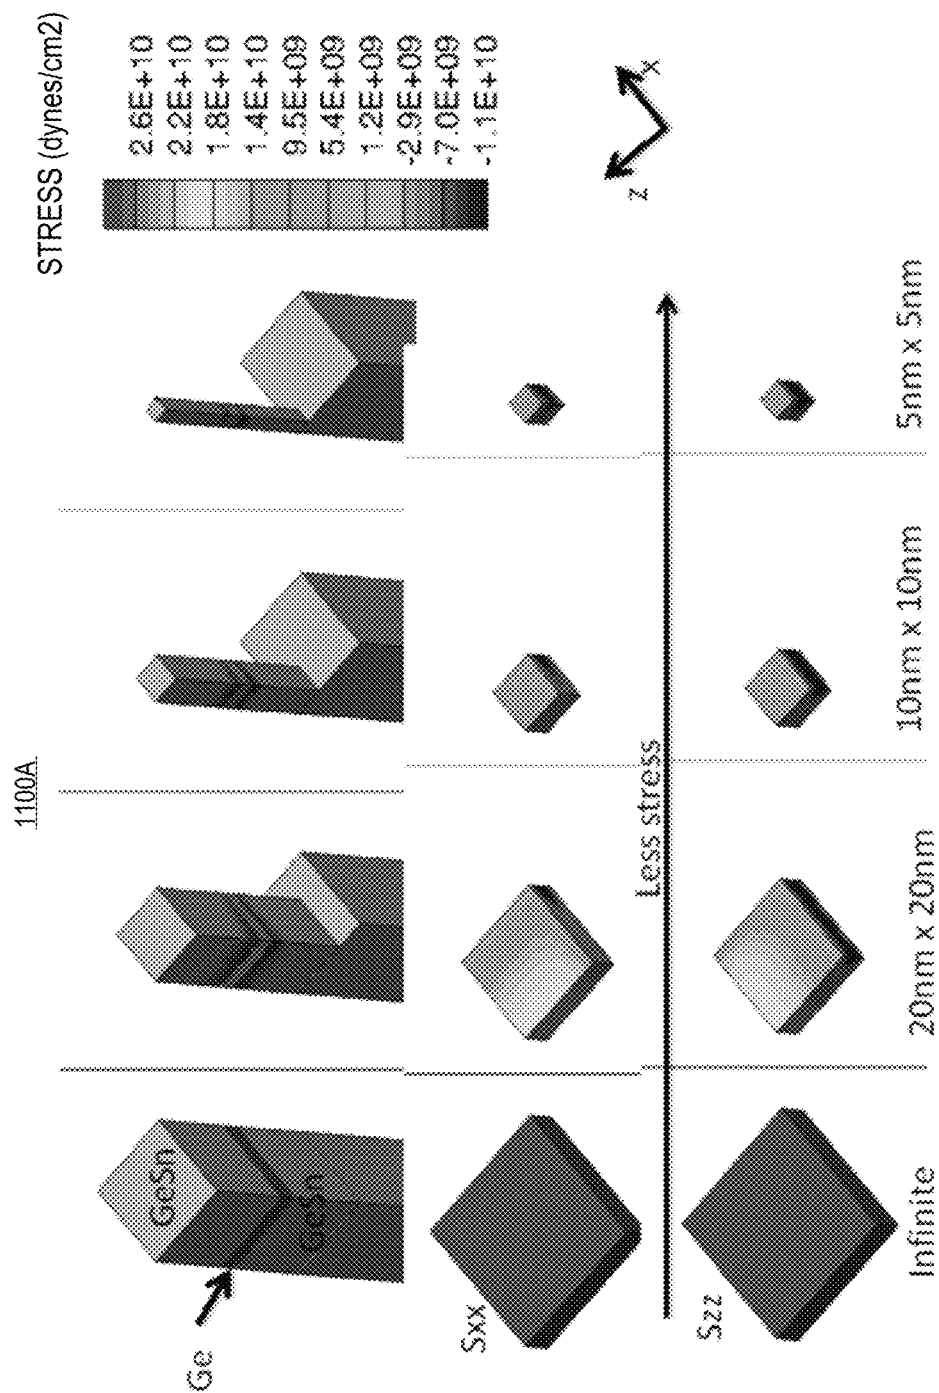 1100A
STRESS (dynes/cm2)
2.6E+10
2.2E+10
1.8E+10
1.4E+10
9.5E+09
5.4E+09
1.2E+09
-2.9E+09
-7.0E+09
-1.1E+10
Ge
GeSn
GeSn
z
x
Sxx
Less stress
Szz
Infinite
20nm x 20nm
10nm x 10nm
5nm x 5nm